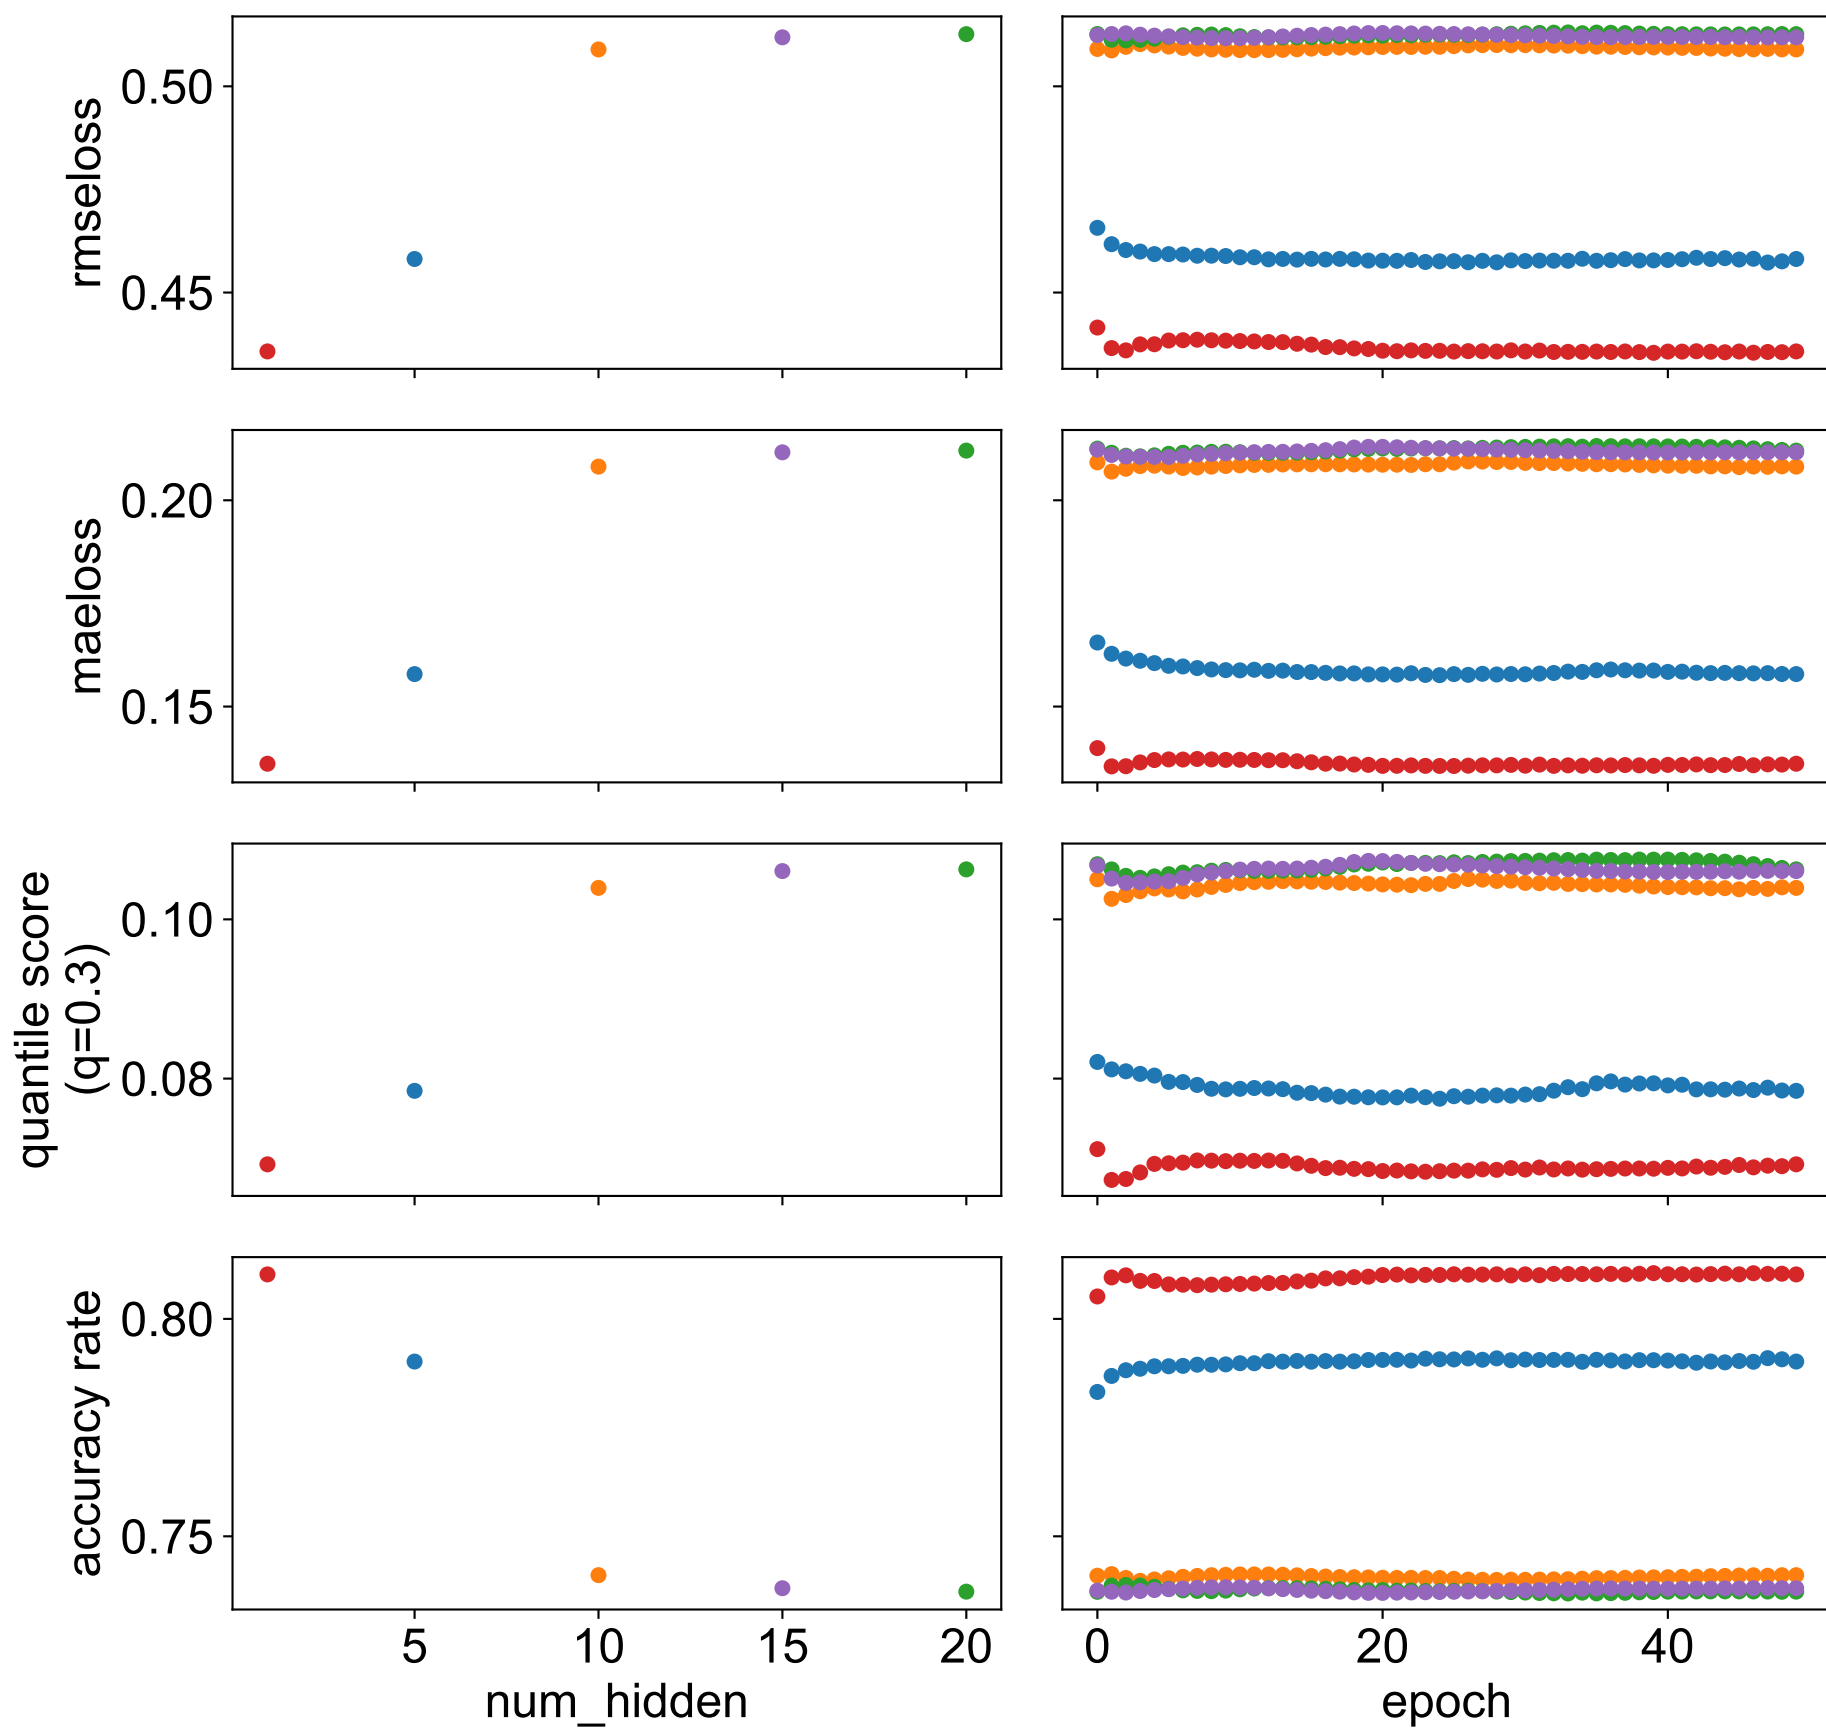 rmseloss
0.50
0.45
maeloss
0.20
0.15
quantile score
(q=0.3)
0.10
0.08
accuracy rate
0.80
0.75
5 10 15 20
num_hidden
0 20 40
epoch